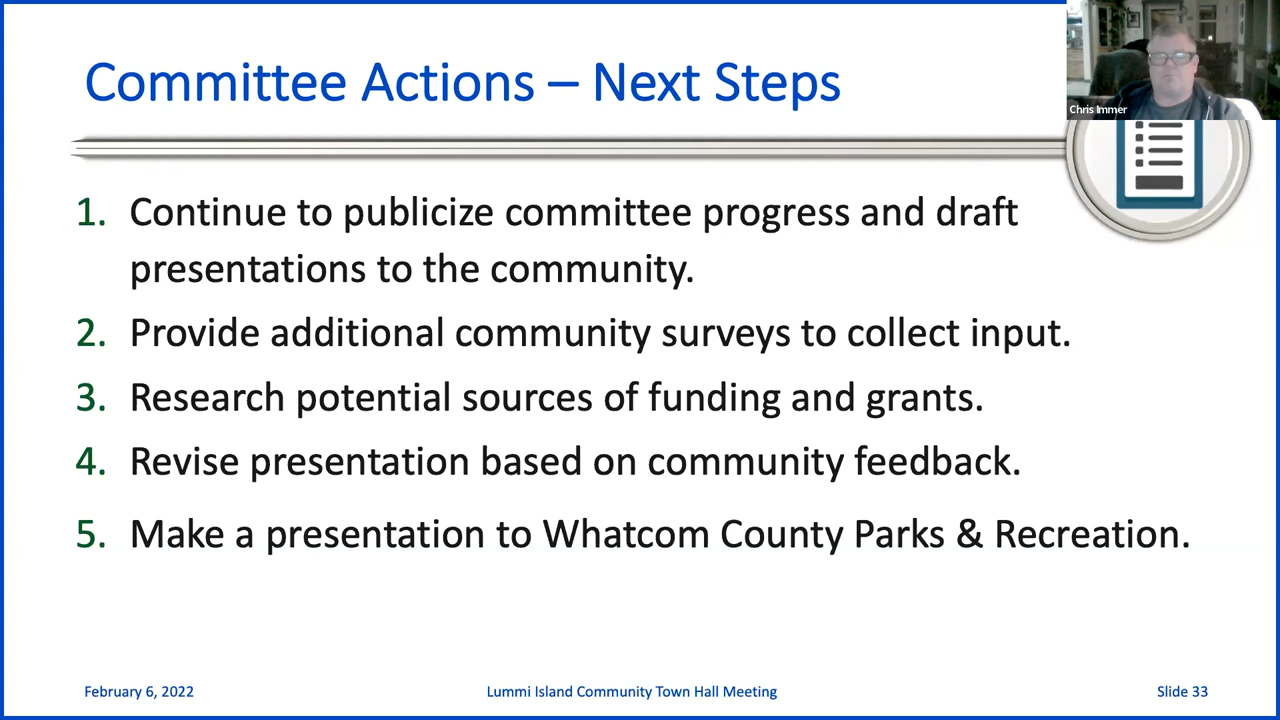 Committee Actions – Next Steps
Chris Immer
1. Continue to publicize committee progress and draft
presentations to the community.
2. Provide additional community surveys to collect input.
3. Research potential sources of funding and grants.
4. Revise presentation based on community feedback.
5. Make a presentation to Whatcom County Parks & Recreation.
February 6, 2022
Lummi Island Community Town Hall Meeting
Slide 33